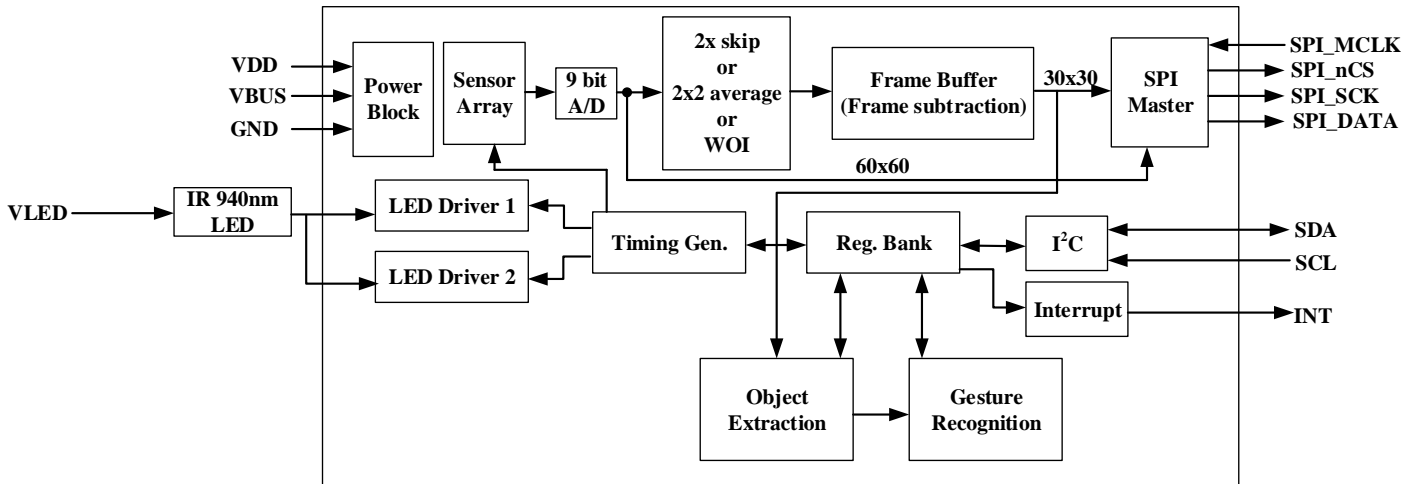 VDD
VBUS
GND
Power
Block
Sensor
Array
9 bit
A/D
2x skip
or
2x2 average
or
WOI
Frame Buffer
(Frame subtraction)
30x30
60x60
SPI
Master
SPI_MCLK
SPI_nCS
SPI_SCK
SPI_DATA
VLED
IR 940nm
LED
LED Driver 1
LED Driver 2
Timing Gen.
Reg. Bank
I²C
SDA
SCL
Interrupt
INT
Object
Extraction
Gesture
Recognition